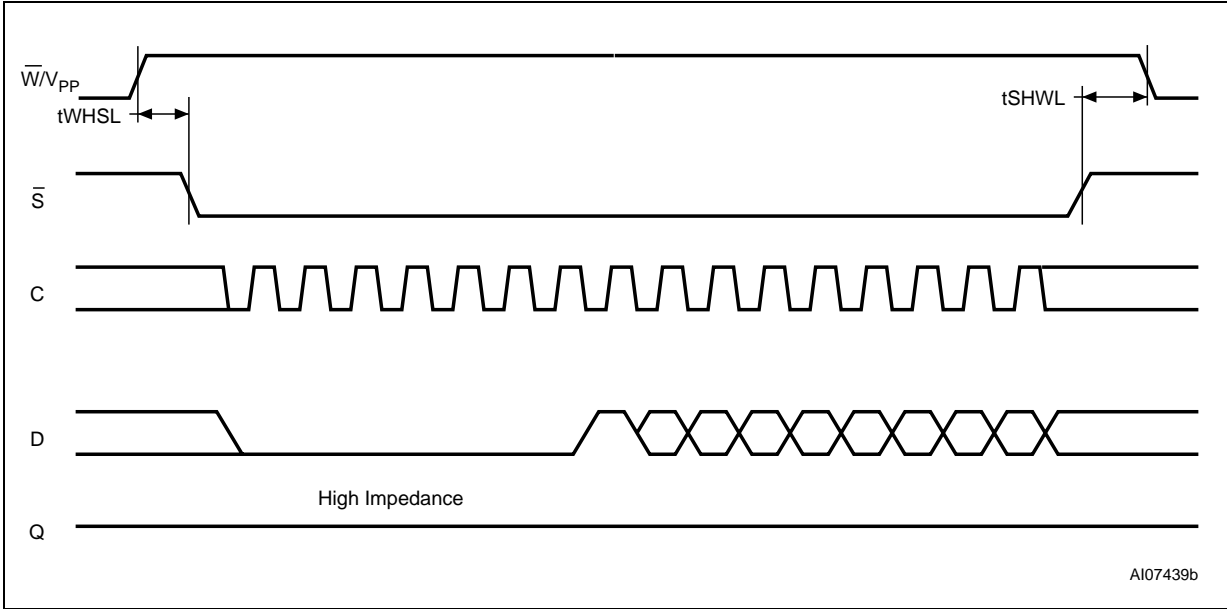 W̅/VPP
tWHSL
tSHWL
S̅
C
D
High Impedance
Q
AI07439b